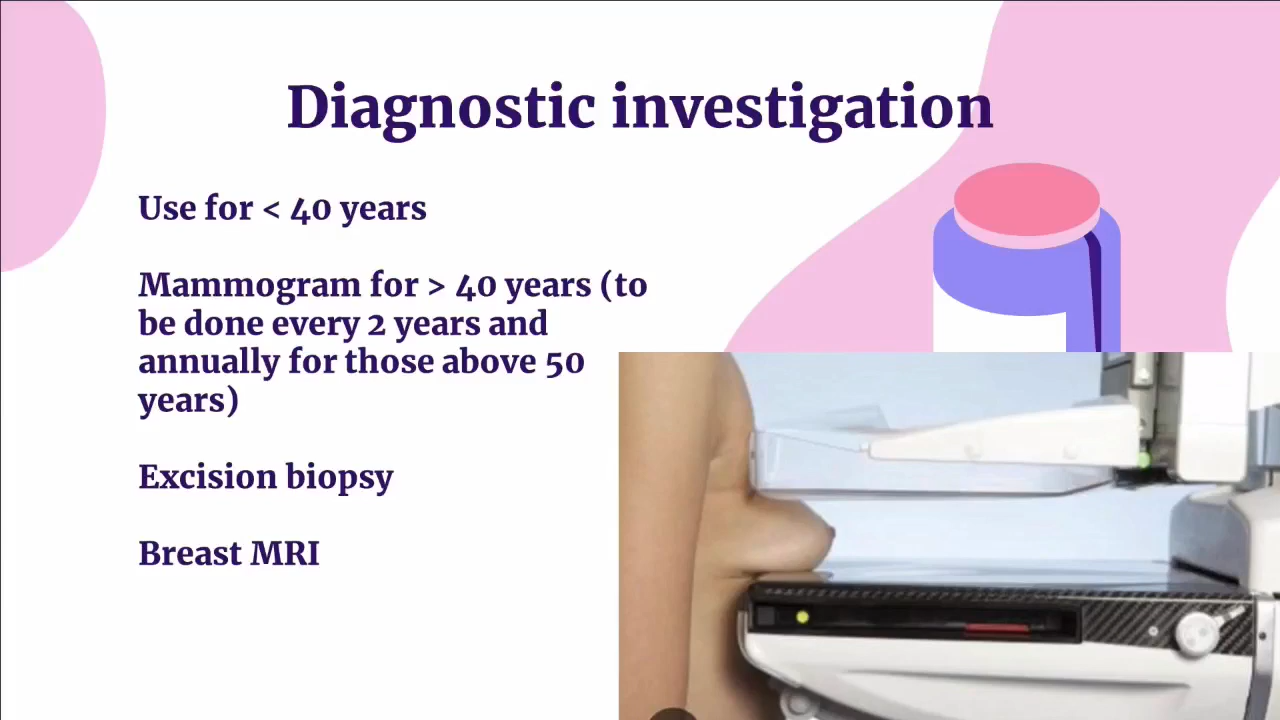 Diagnostic investigation
Use for < 40 years
Mammogram for > 40 years (to
be done every 2 years and
annually for those above 50
years)
Excision biopsy
Breast MRI